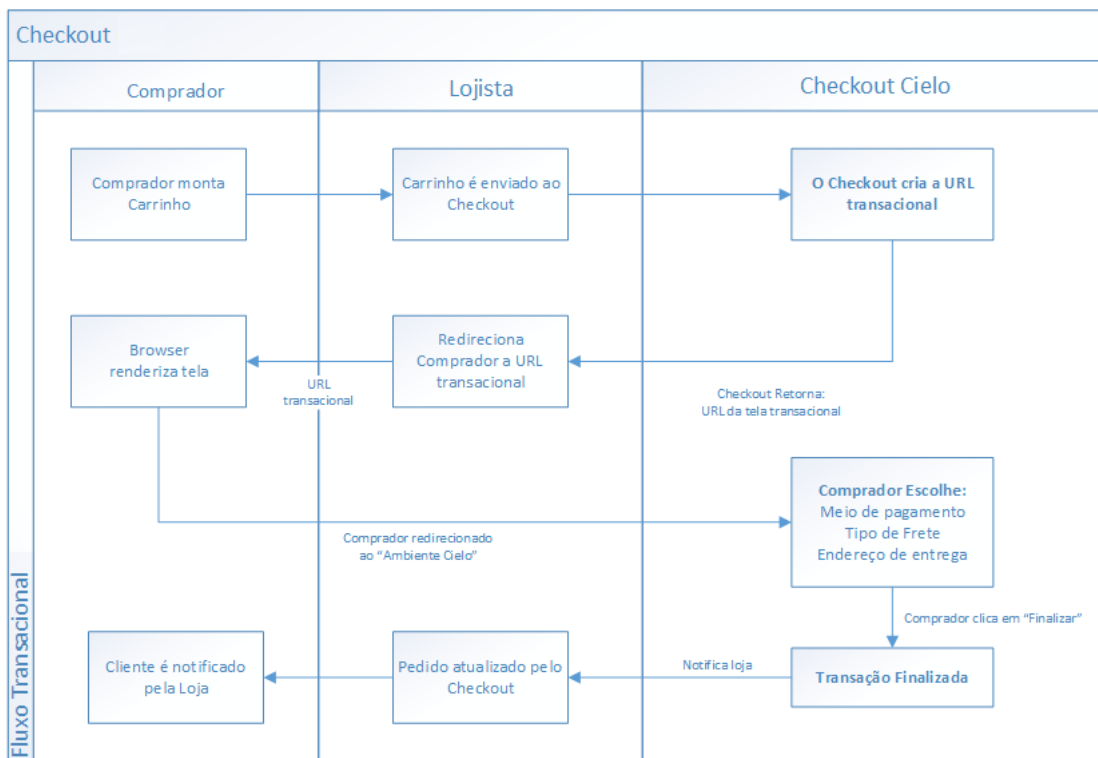 Checkout
Comprador
Lojista
Checkout Cielo
Comprador monta
Carrinho
Carrinho é enviado ao
Checkout
O Checkout cria a URL
transacional
Browser
renderiza tela
URL
transacional
Redireciona
Comprador a URL
transacional
Checkout Retorna:
URL da tela transacional
Comprador redirecionado
ao “Ambiente Cielo”
Comprador Escolhe:
Meio de pagamento
Tipo de Frete
Endereço de entrega
Comprador clica em “Finalizar”
Cliente é notificado
pela Loja
Pedido atualizado pelo
Checkout
Notifica loja
Transação Finalizada
Fluxo Transacional